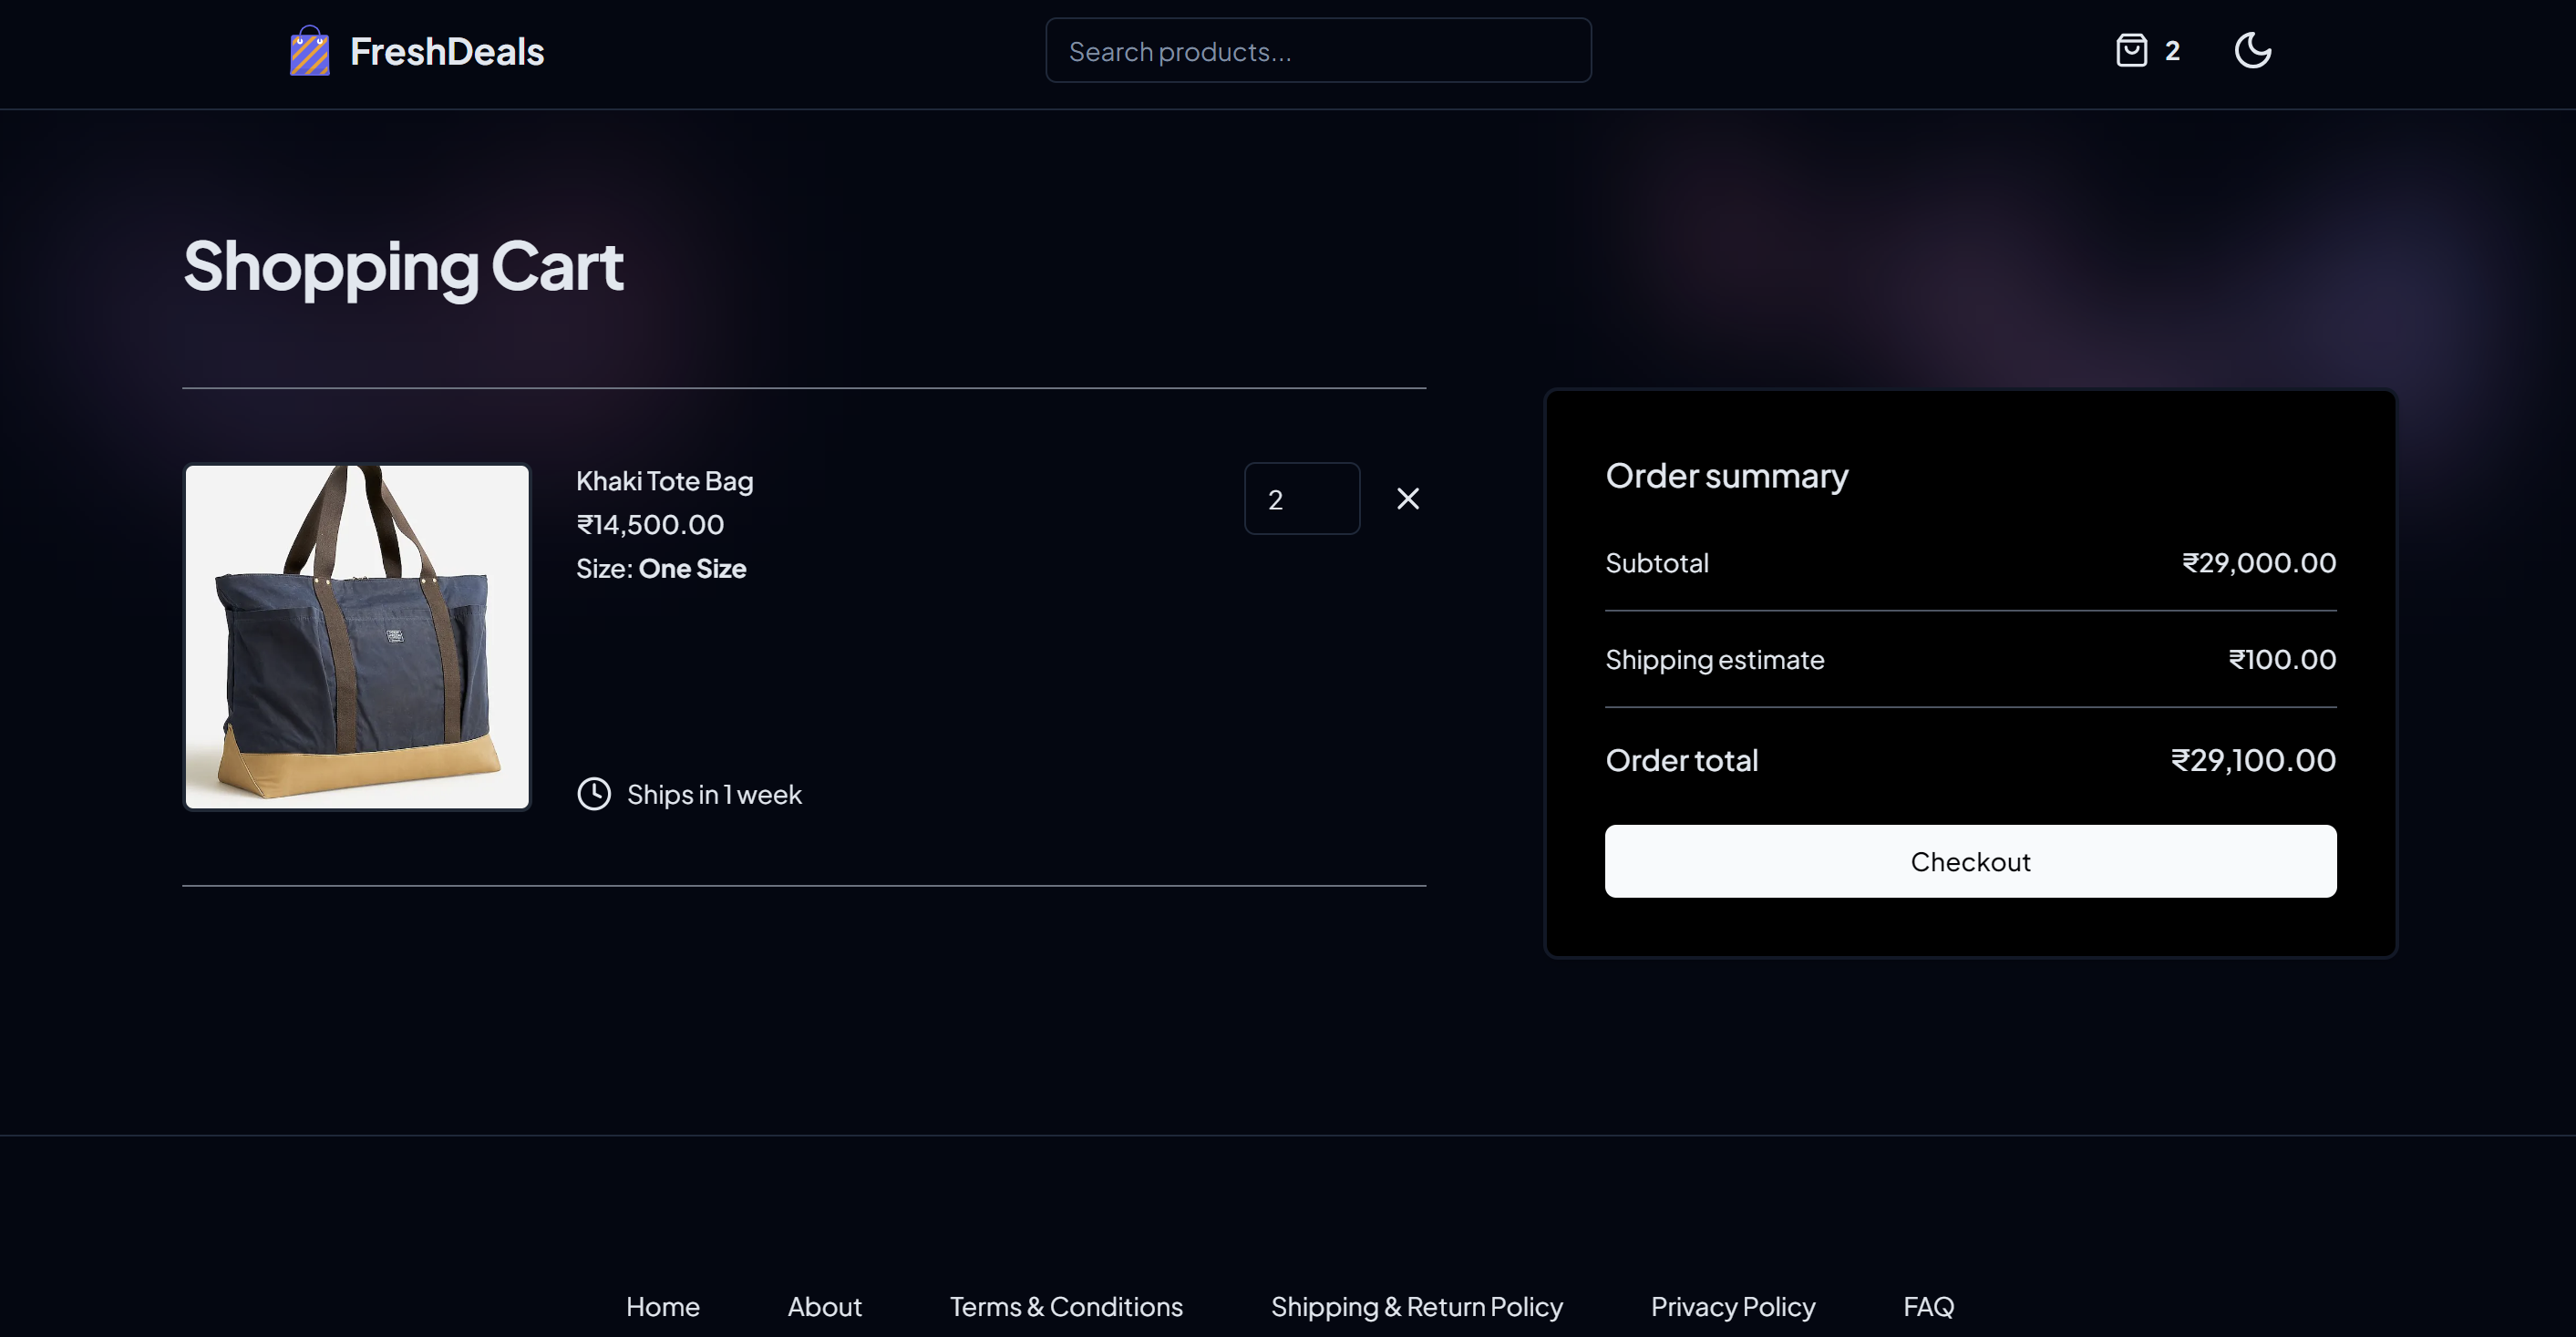 FreshDeals
Search products...
2
Shopping Cart
Khaki Tote Bag
₹14,500.00
Size: One Size
2
Ships in 1 week
Order summary
Subtotal ₹29,000.00
Shipping estimate ₹100.00
Order total ₹29,100.00
Checkout
Home About Terms & Conditions Shipping & Return Policy Privacy Policy FAQ